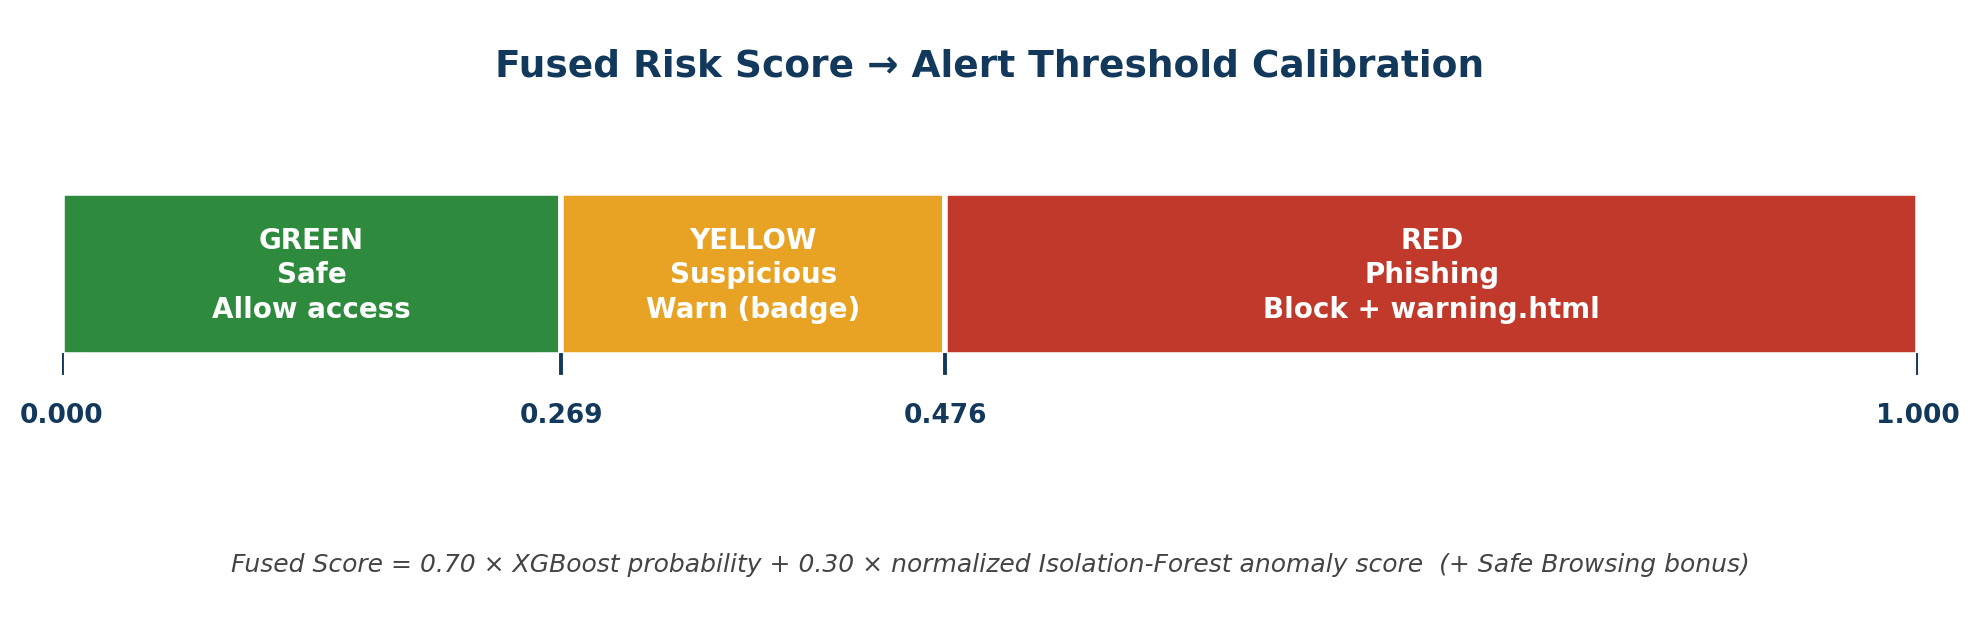 Fused Risk Score → Alert Threshold Calibration
GREEN
Safe
Allow access
YELLOW
Suspicious
Warn (badge)
RED
Phishing
Block + warning.html
0.000
0.269
0.476
1.000
Fused Score = 0.70 × XGBoost probability + 0.30 × normalized Isolation-Forest anomaly score (+ Safe Browsing bonus)